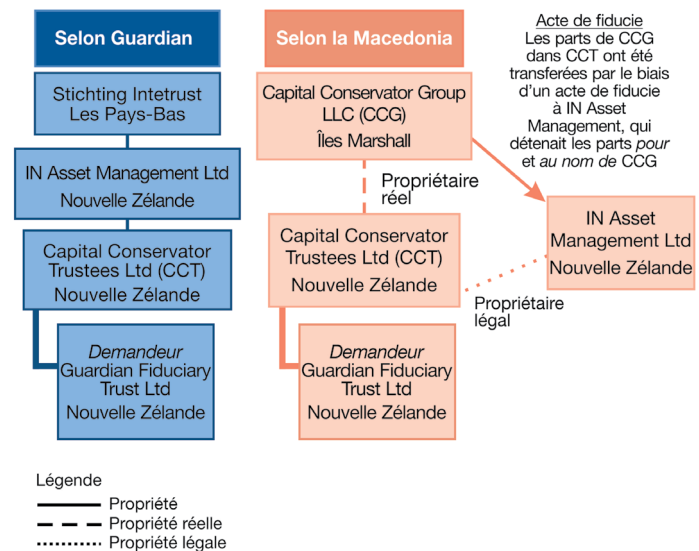 Selon Guardian
Stichting Intetrust
Les Pays-Bas
IN Asset Management Ltd
Nouvelle Zélande
Capital Conservator
Trustees Ltd (CCT)
Nouvelle Zélande
Demandeur
Guardian Fiduciary
Trust Ltd
Nouvelle Zélande
Selon la Macedonia
Capital Conservator Group
LLC (CCG)
Îles Marshall
Propriétaire
réel
Capital Conservator
Trustees Ltd (CCT)
Nouvelle Zélande
Propriétaire
légal
Demandeur
Guardian Fiduciary
Trust Ltd
Nouvelle Zélande
Acte de fiducie
Les parts de CCG
dans CCT ont été
transferées par le biais
d'un acte de fiducie
à IN Asset
Management, qui
détenait les parts pour
et au nom de CCG
IN Asset
Management Ltd
Nouvelle Zélande
Légende
Propriété
Propriété réelle
Propriété légale